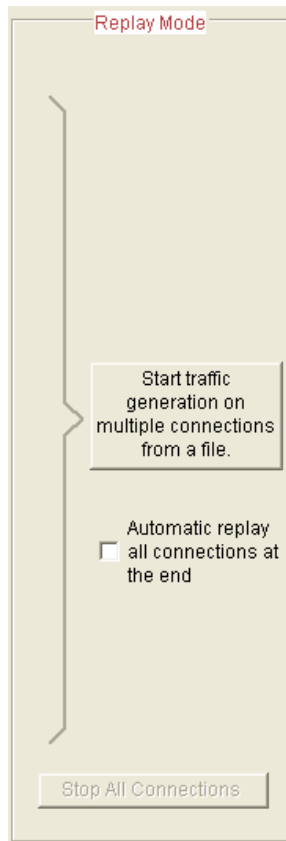 Replay Mode
Start traffic
generation on
multiple connections
from a file.
Automatic replay
all connections at
the end
Stop All Connections